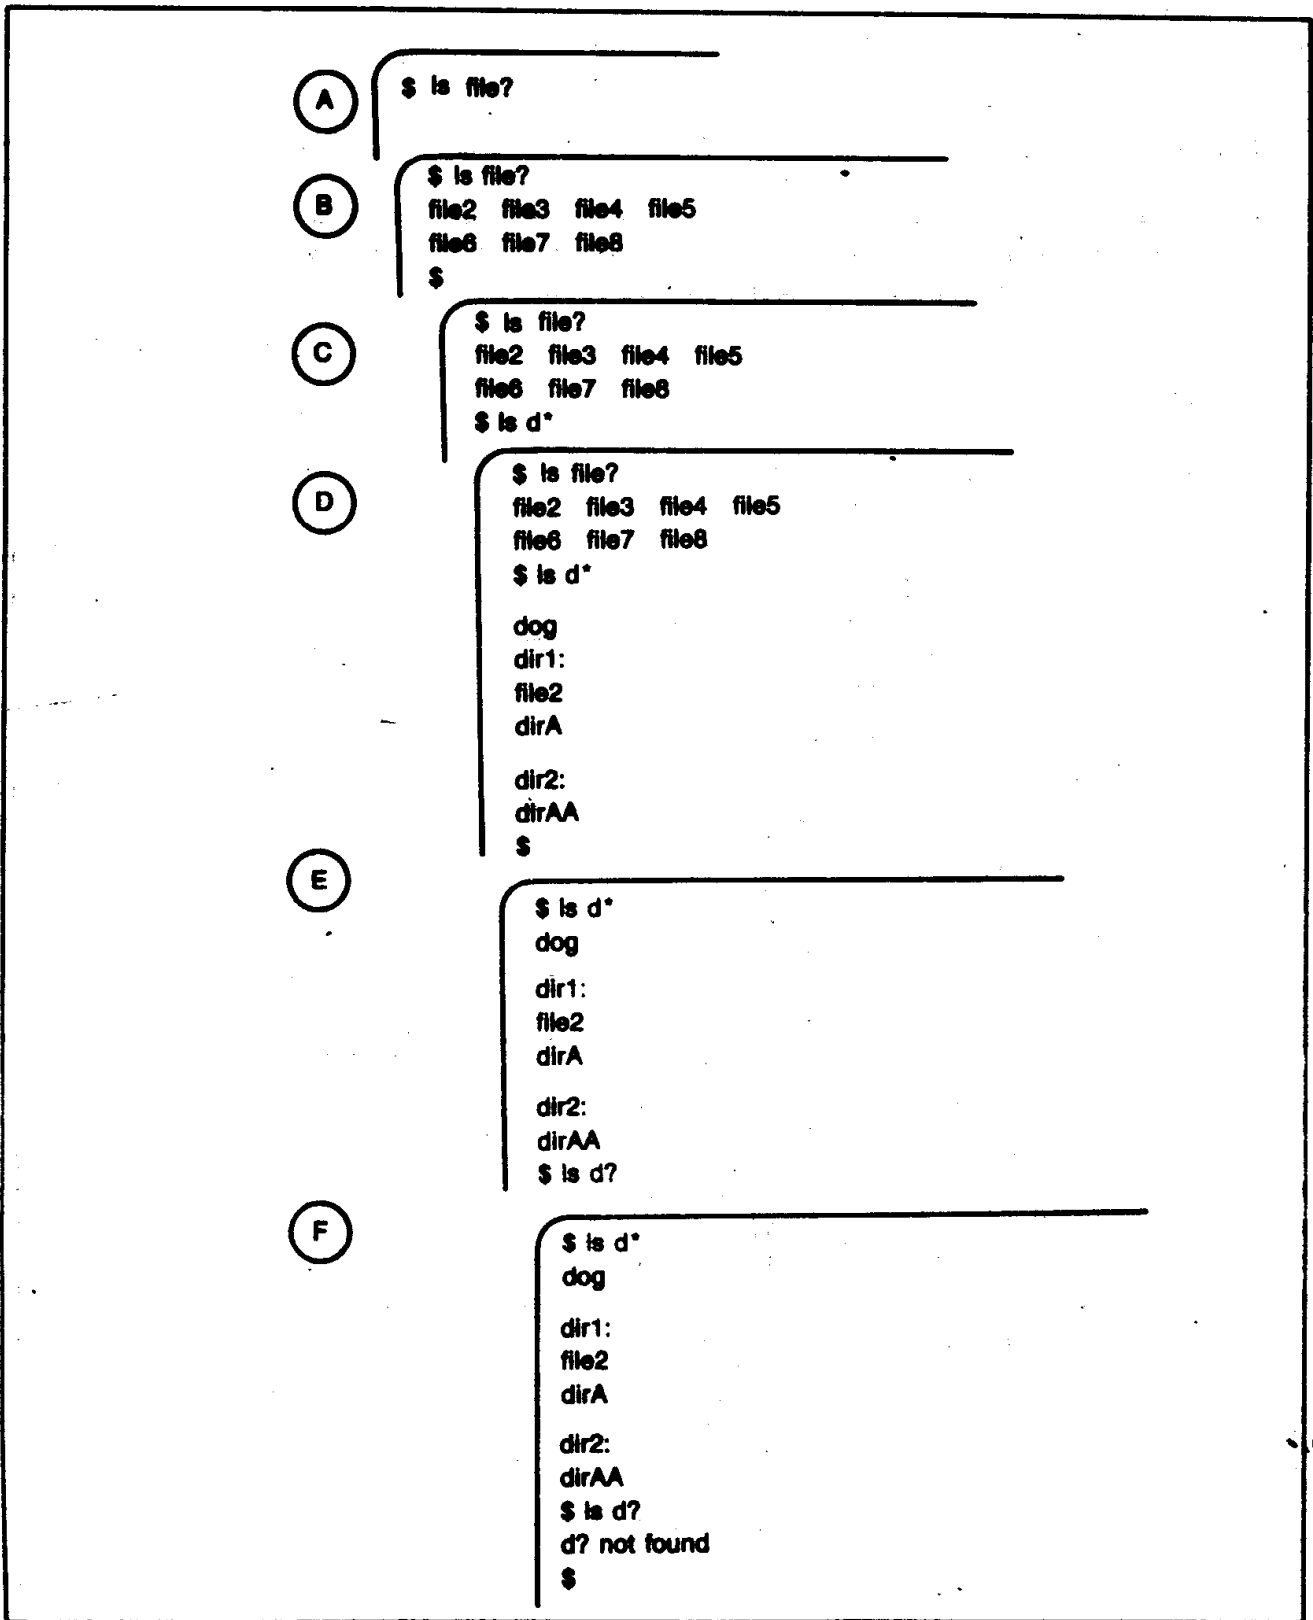 A
$ ls file?
B
$ ls file?
file2 file3 file4 file5
file6 file7 file8
$
C
$ ls file?
file2 file3 file4 file5
file6 file7 file8
$ ls d*
D
$ ls file?
file2 file3 file4 file5
file6 file7 file8
$ ls d*
dog
dir1:
file2
dirA
dir2:
dirAA
$
E
$ ls d*
dog
dir1:
file2
dirA
dir2:
dirAA
$ ls d?
F
$ ls d*
dog
dir1:
file2
dirA
dir2:
dirAA
$ ls d?
d? not found
$